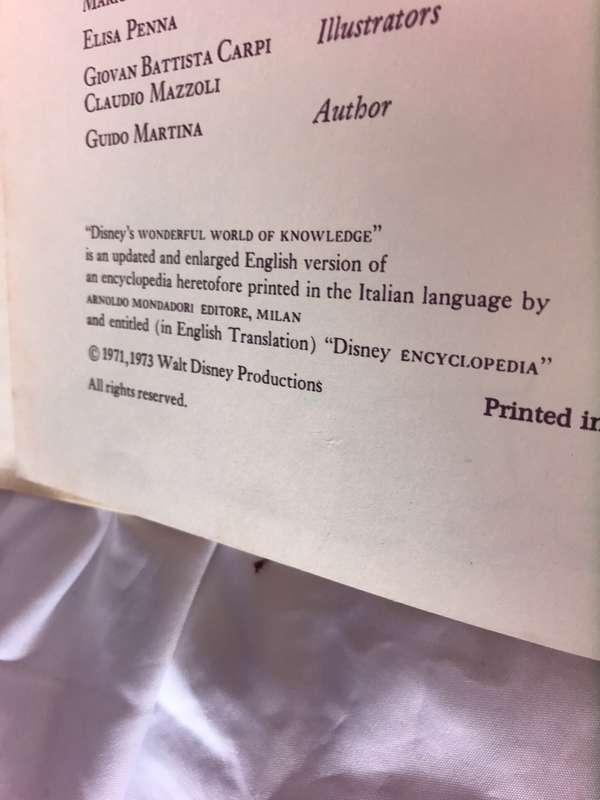 ELISA PENNA
Illustrators
GIOVAN BATTISTA CARPI
CLAUDIO MAZZOLI
Author
GUIDO MARTINA
"Disney's WONDERFUL WORLD OF KNOWLEDGE"
is an updated and enlarged English version of
an encyclopedia heretofore printed in the Italian language by
ARNOLDO MONDADORI EDITORE, MILAN
and entitled (in English Translation) "Disney ENCYCLOPEDIA"
© 1971,1973 Walt Disney Productions
All rights reserved.
Printed in